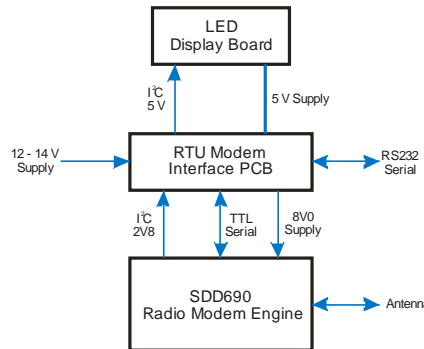 LED
Display Board
I²C
5 V
5 V Supply
12 - 14 V
Supply
RTU Modem
Interface PCB
RS232
Serial
I²C
2V8
TTL
Serial
8V0
Supply
SDD690
Radio Modem Engine
Antenn